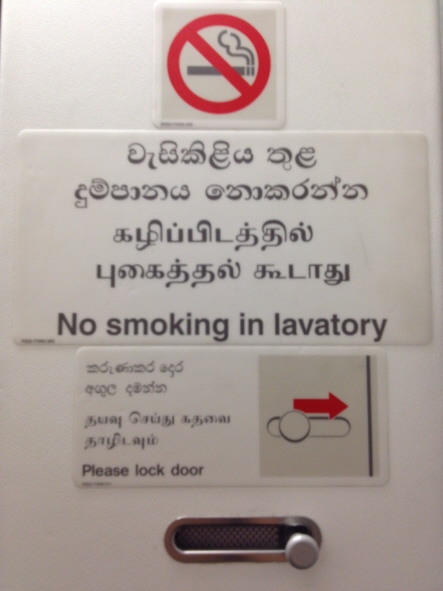 වැසිකිළිය තුළ
දුම්පානය නොකරන්න
கழிப்பிடத்தில்
புகைத்தல் கூடாது
No smoking in lavatory
කරුණාකර දොර
අගුල දමන්න
தயவு செய்து கதவை
தாழிடவும்
Please lock door